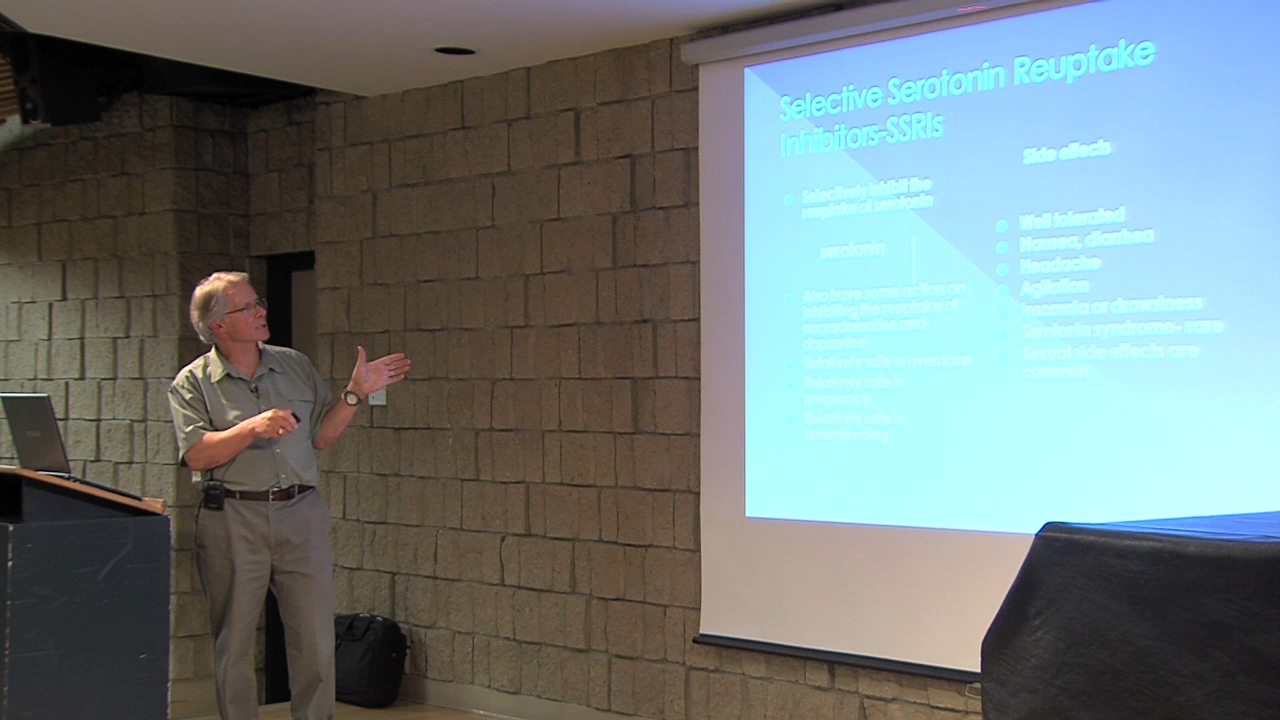 Selective Serotonin Reuptake
Inhibitors-SSRIs
Selectively inhibit the
reuptake of serotonin
serotonin
Also have some action on
inhibiting the reuptake of
noradrenaline and
dopamine
Relatively safe in overdose
Relatively safe in
pregnancy
Relatively safe in
breastfeeding
Side effects
Well tolerated
Nausea, diarrhea
Headache
Agitation
Insomnia or drowsiness
Serotonin syndrome- rare
Sexual side effects are
common